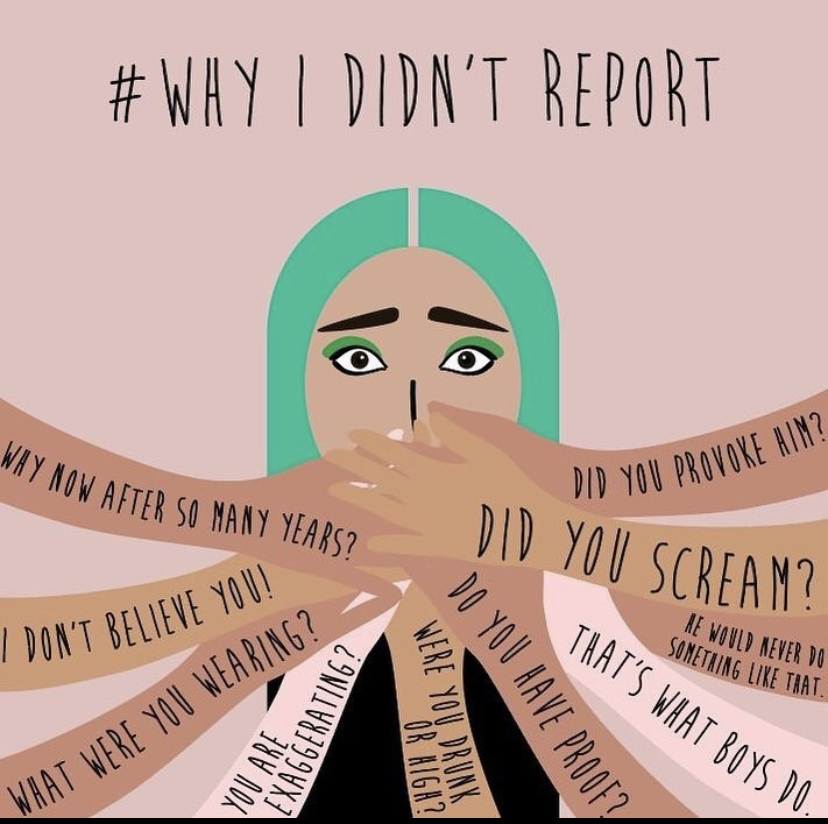 #WHY I DIDN'T REPORT
WHY NOW AFTER SO MANY YEARS?
DID YOU PROVOKE HIM?
DID YOU SCREAM?
I DON'T BELIEVE YOU!
HE WOULD NEVER DO
SOMETHING LIKE THAT.
WHAT WERE YOU WEARING?
YOU ARE
EXAGGERATING?
WERE YOU DRUNK
OR HIGH?
DO YOU HAVE PROOF?
THAT'S WHAT BOYS DO.